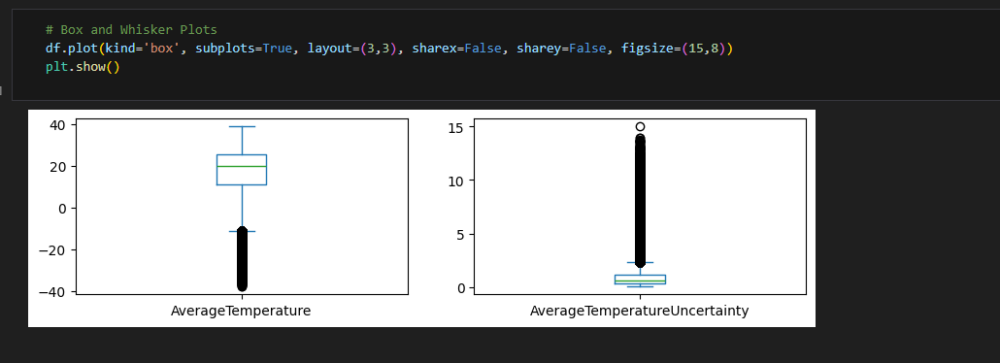 # Box and Whisker Plots
df.plot(kind='box', subplots=True, layout=(3,3), sharex=False, sharey=False, figsize=(15,8))
plt.show()
40
20
0
−20
−40
AverageTemperature
15
10
5
0
AverageTemperatureUncertainty